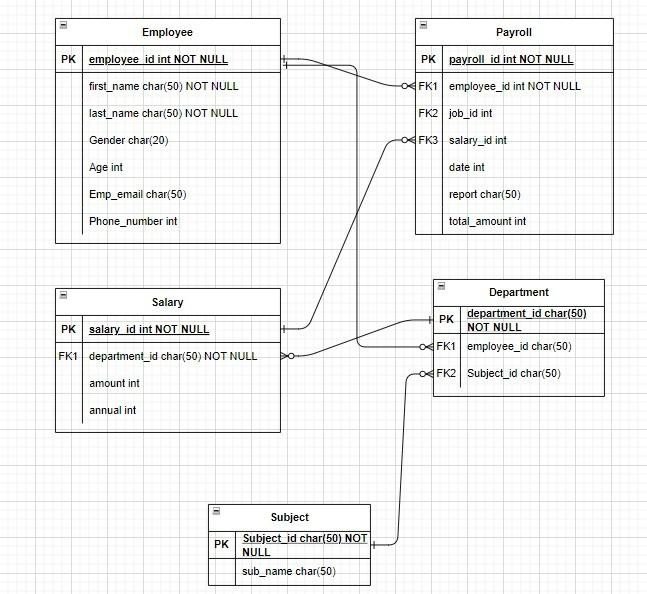 Employee
PK employee_id int NOT NULL
first_name char(50) NOT NULL
last_name char(50) NOT NULL
Gender char(20)
Age int
Emp_email char(50)
Phone_number int
Payroll
PK payroll_id int NOT NULL
FK1 employee_id int NOT NULL
FK2 job_id int
FK3 salary_id int
date int
report char(50)
total_amount int
Salary
PK salary_id int NOT NULL
FK1 department_id char(50) NOT NULL
amount int
annual int
Department
PK department_id char(50)
NOT NULL
FK1 employee_id char(50)
FK2 Subject_id char(50)
Subject
PK Subject_id char(50) NOT
NULL
sub_name char(50)